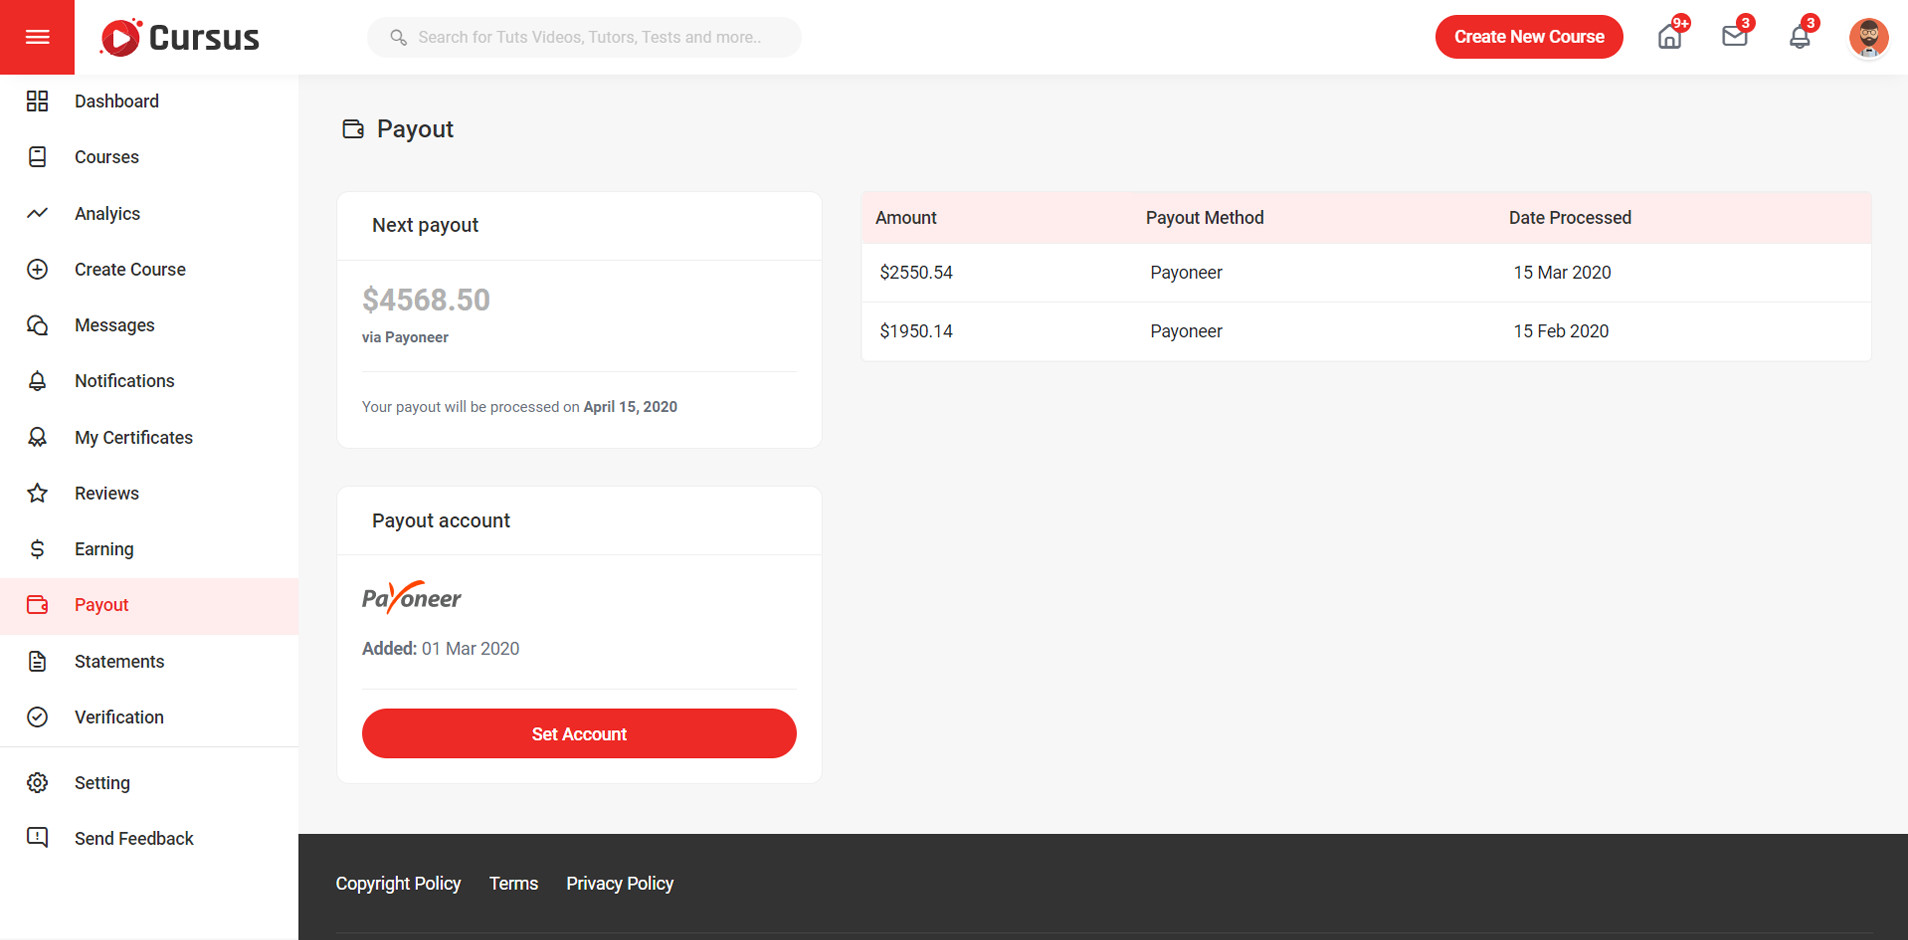 Cursus
Search for Tuts Videos, Tutors, Tests and more..
Create New Course
9+
3
3
Dashboard
Courses
Analyics
Create Course
Messages
Notifications
My Certificates
Reviews
Earning
Payout
Statements
Verification
Setting
Send Feedback
Payout
Next payout
$4568.50
via Payoneer
Your payout will be processed on April 15, 2020
Payout account
Payoneer
Added: 01 Mar 2020
Set Account
Amount Payout Method Date Processed
$2550.54 Payoneer 15 Mar 2020
$1950.14 Payoneer 15 Feb 2020
Copyright Policy Terms Privacy Policy